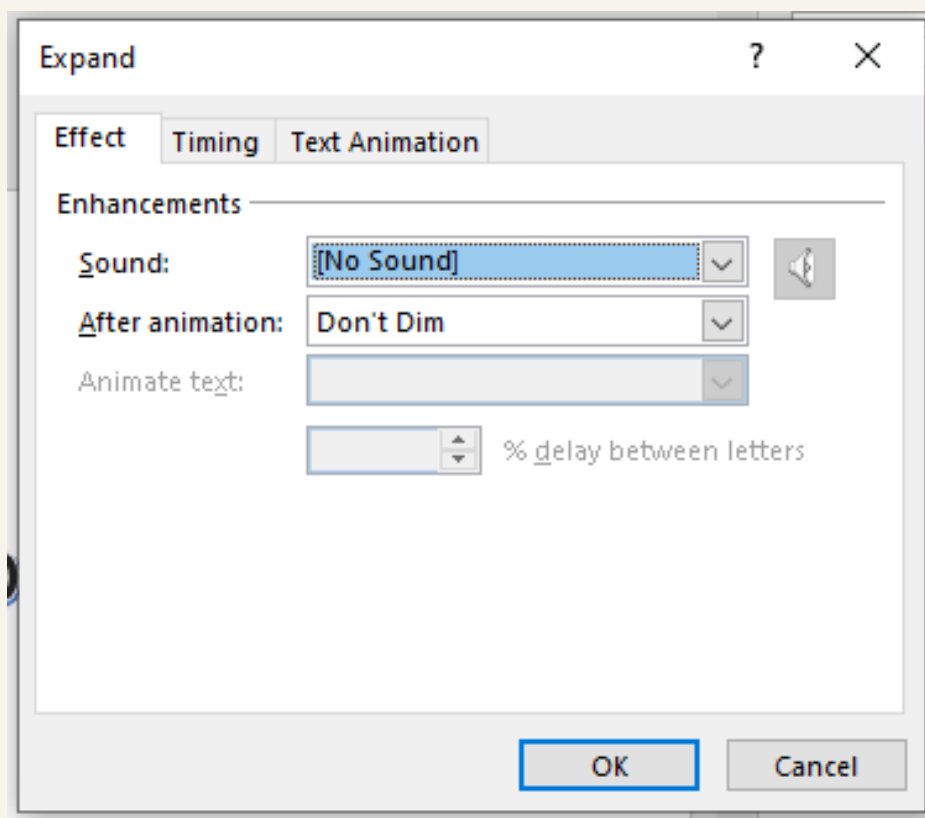 Expand ?
Effect Timing Text Animation
Enhancements
Sound: [No Sound]
After animation: Don't Dim
Animate text:
% delay between letters
OK Cancel